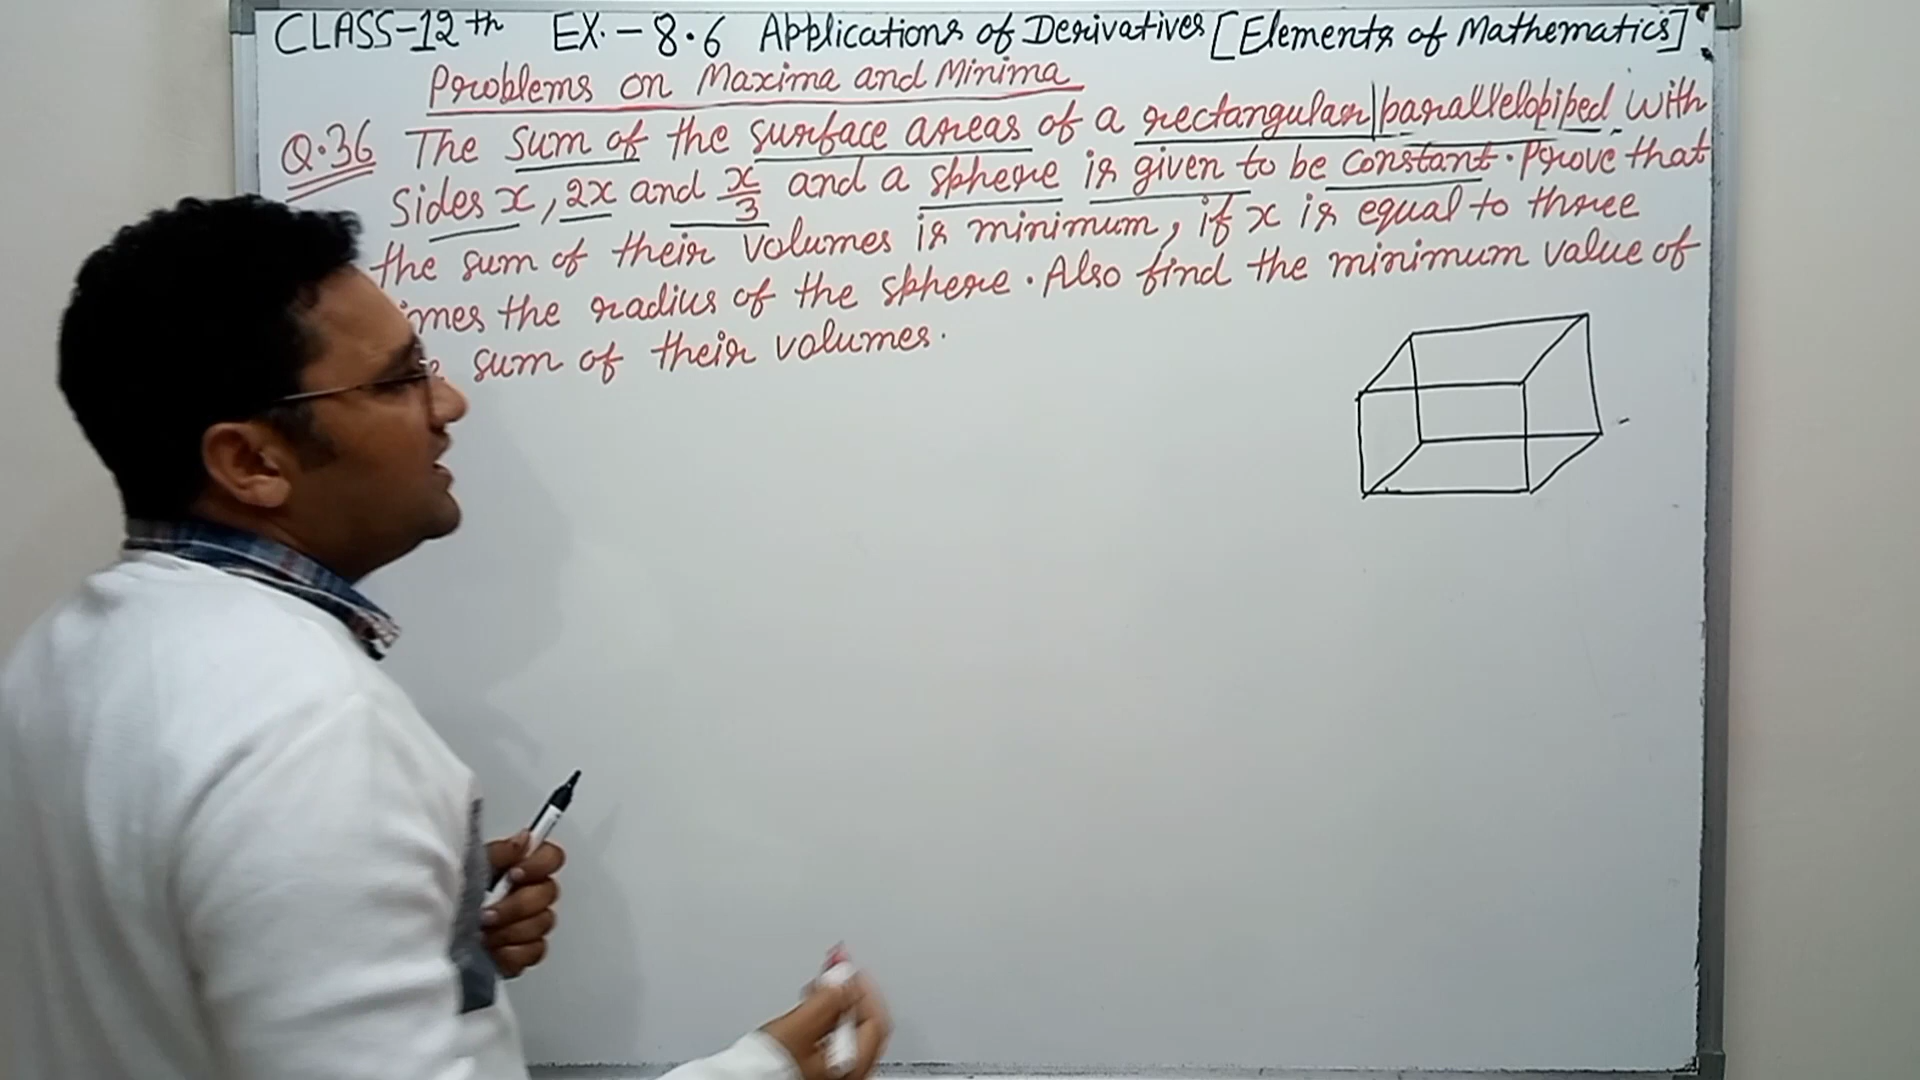 CLASS-12th EX.-8.6 Applications of Derivatives [Elements of Mathematics]
Problems on Maxima and Minima
Q.36 The sum of the surface areas of a rectangular parallelopiped with
sides x, 2x and x/3 and a sphere is given to be constant. Prove that
the sum of their volumes is minimum, if x is equal to three
the radius of the sphere. Also find the minimum value of
sum of their volumes.